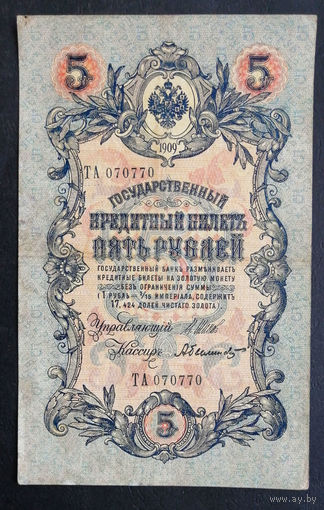 5 5
1909
ТА 070770
ГОСУДАРСТВЕННЫЙ
КРЕДИТНЫЙ БИЛЕТЪ
ПЯТЬ РУБЛЕЙ
ГОСУДАРСТВЕННЫЙ БАНКЪ РАЗМѢНИВАЕТЪ
КРЕДИТНЫЕ БИЛЕТЫ НА ЗОЛОТУЮ МОНЕТУ
БЕЗЪ ОГРАНИЧЕНІЯ СУММЫ
(1 РУБЛЬ = 1/15 ИМПЕРІАЛА, СОДЕРЖИТЪ
17,424 ДОЛЕЙ ЧИСТАГО ЗОЛОТА).
Управляющій
Кассиръ
ТА 070770
5
www.ay.by